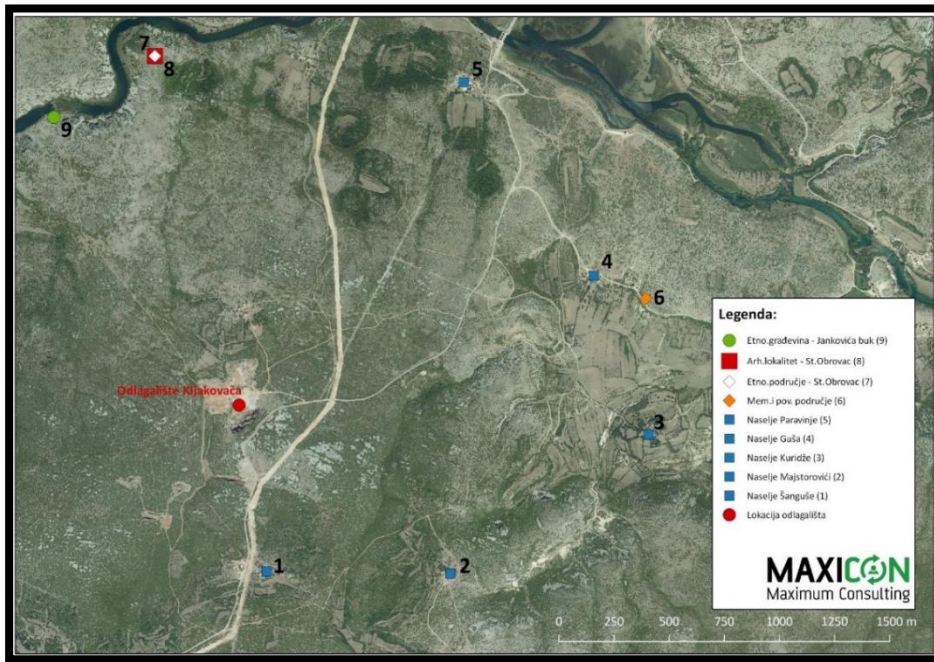 7
8
5
9
4
6
Odlagalište Kljakovača
3
1
2
Legenda:
Etno.građevina - Jankovića buk (9)
Arh.lokalitet - St.Obrovac (8)
Etno.područje - St.Obrovac (7)
Mem.i pov. područje (6)
Naselje Paravinje (5)
Naselje Guša (4)
Naselje Kuridže (3)
Naselje Majstorovići (2)
Naselje Šanguše (1)
Lokacija odlagališta
MAXICON
Maximum Consulting
0 250 500 750 1000 1250 1500 m